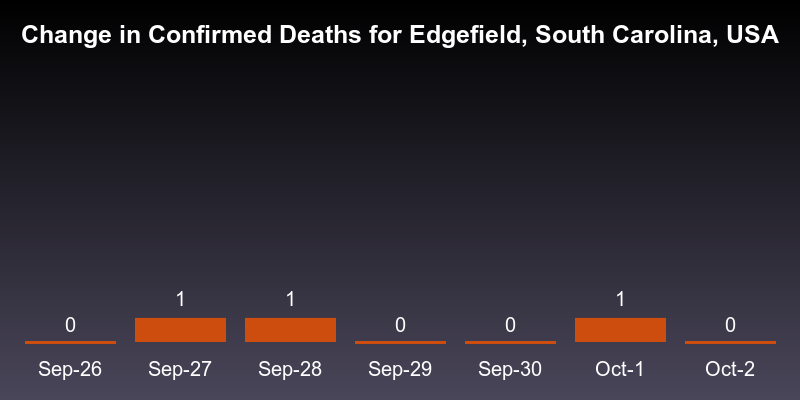 Change in Confirmed Deaths for Edgefield, South Carolina, USA
0 1 1 0 0 1 0
Sep-26 Sep-27 Sep-28 Sep-29 Sep-30 Oct-1 Oct-2